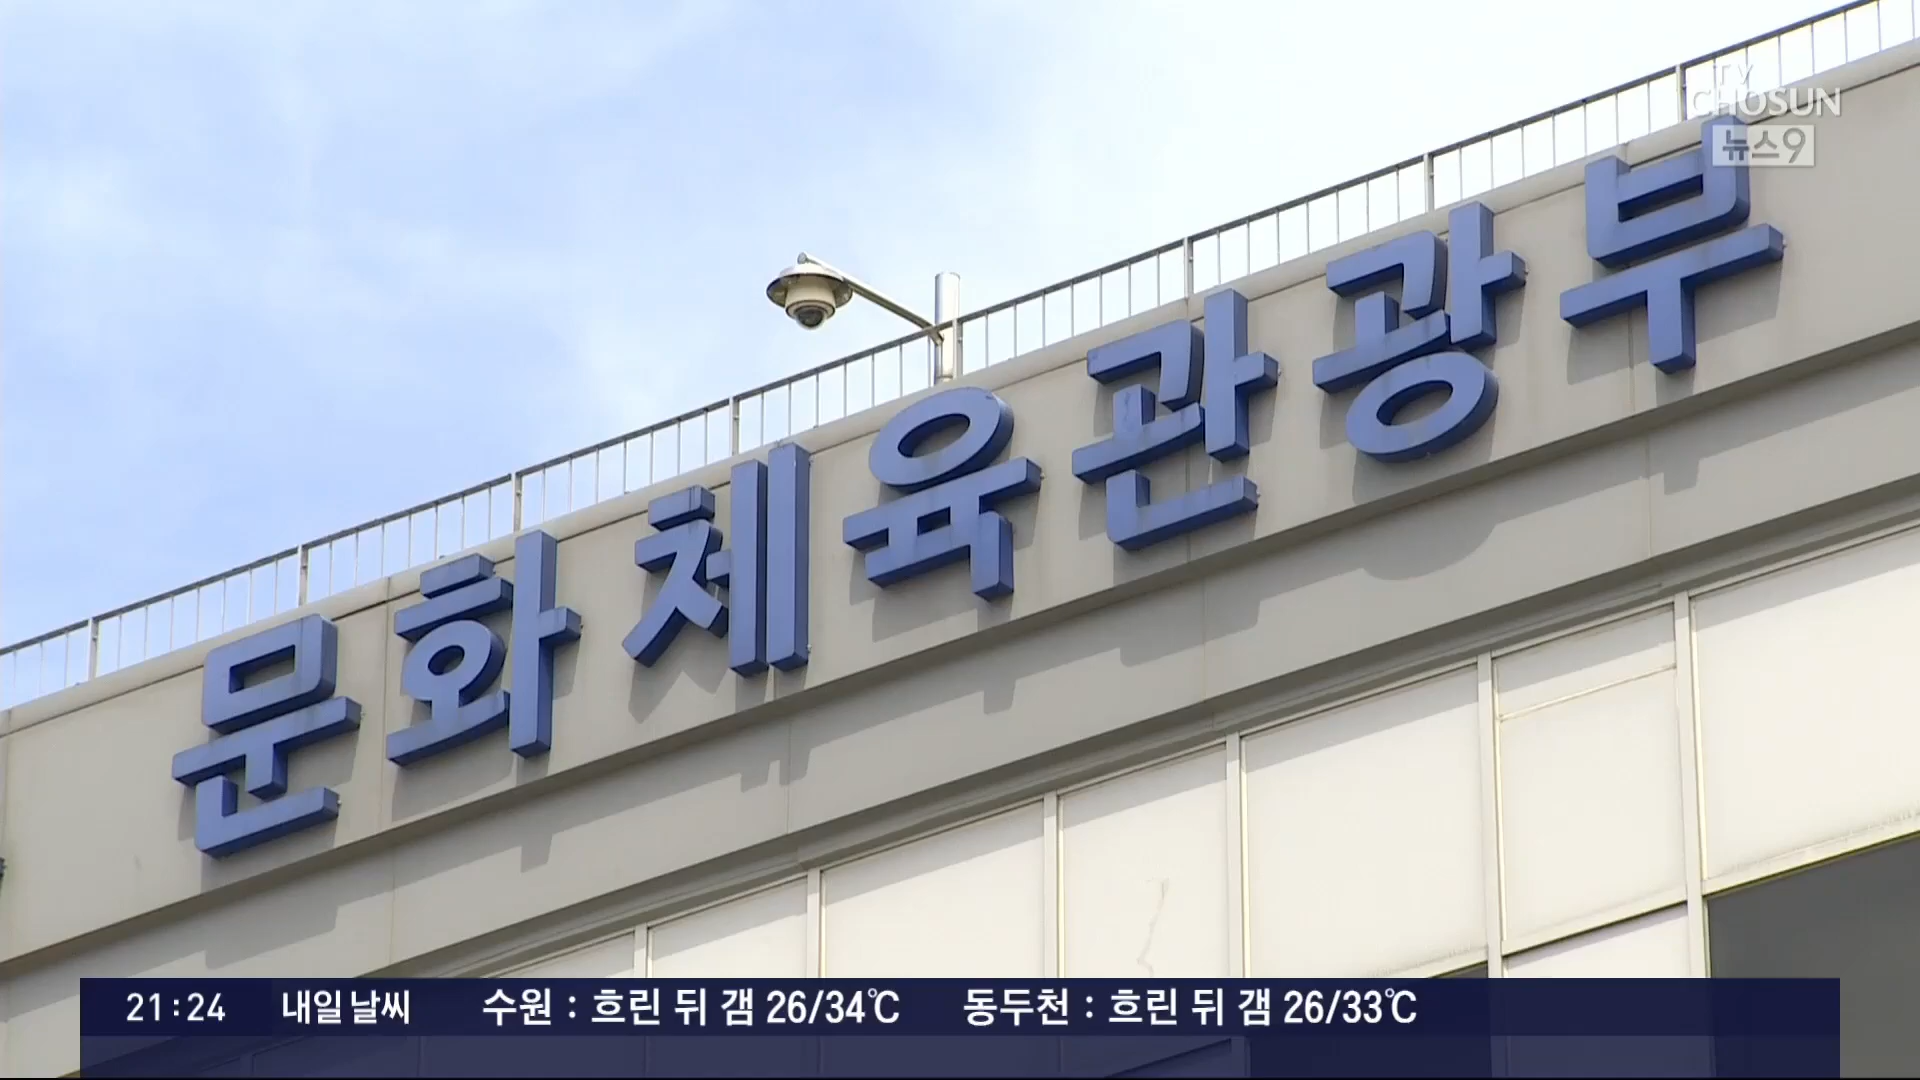 TV
CHOSUN
뉴스9
문화체육관광부
21:24 내일 날씨 수원 : 흐린 뒤 갬 26/34℃ 동두천 : 흐린 뒤 갬 26/33℃